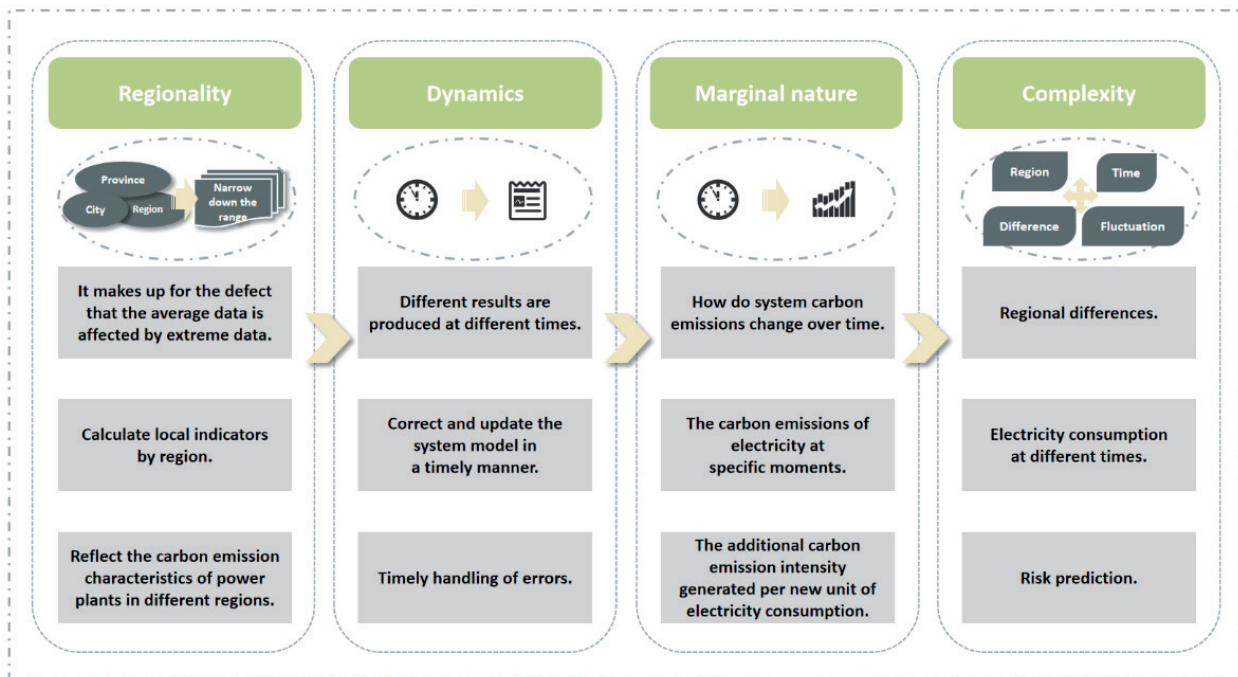 Regionality
Province
City
Region
Narrow
down the
range
It makes up for the defect
that the average data is
affected by extreme data.
Calculate local indicators
by region.
Reflect the carbon emission
characteristics of power
plants in different regions.
Dynamics
Different results are
produced at different times.
Correct and update the
system model in
a timely manner.
Timely handling of errors.
Marginal nature
How do system carbon
emissions change over time.
The carbon emissions of
electricity at
specific moments.
The additional carbon
emission intensity
generated per new unit of
electricity consumption.
Complexity
Region
Time
Difference
Fluctuation
Regional differences.
Electricity consumption
at different times.
Risk prediction.